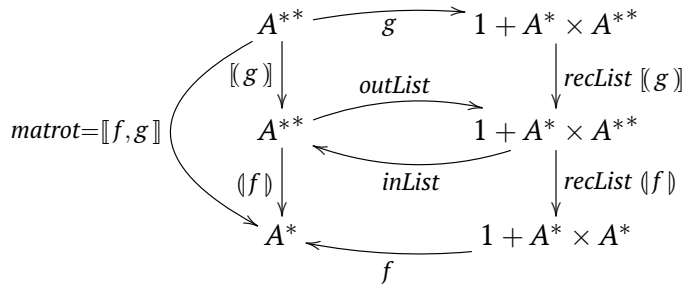 A** g 1 + A* × A**
〖( g )〗 outList recList 〖( g )〗
matrot=⟦f, g⟧ A** 1 + A* × A**
⦇f⦈ inList recList ⦇f⦈
A* 1 + A* × A*
f